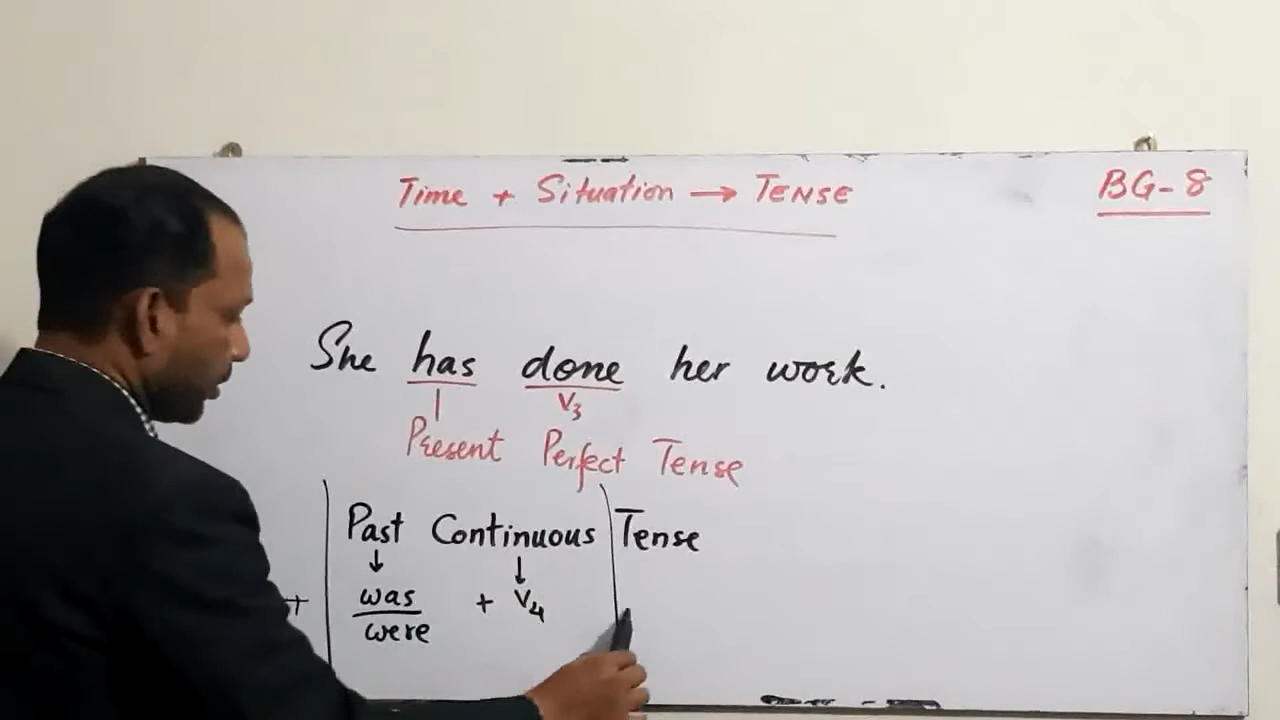 Time + Situation → TENSE
BG-8
She has done her work.
V3
Present Perfect Tense
Past Continuous Tense
↓ ↓
+ was + V4
were